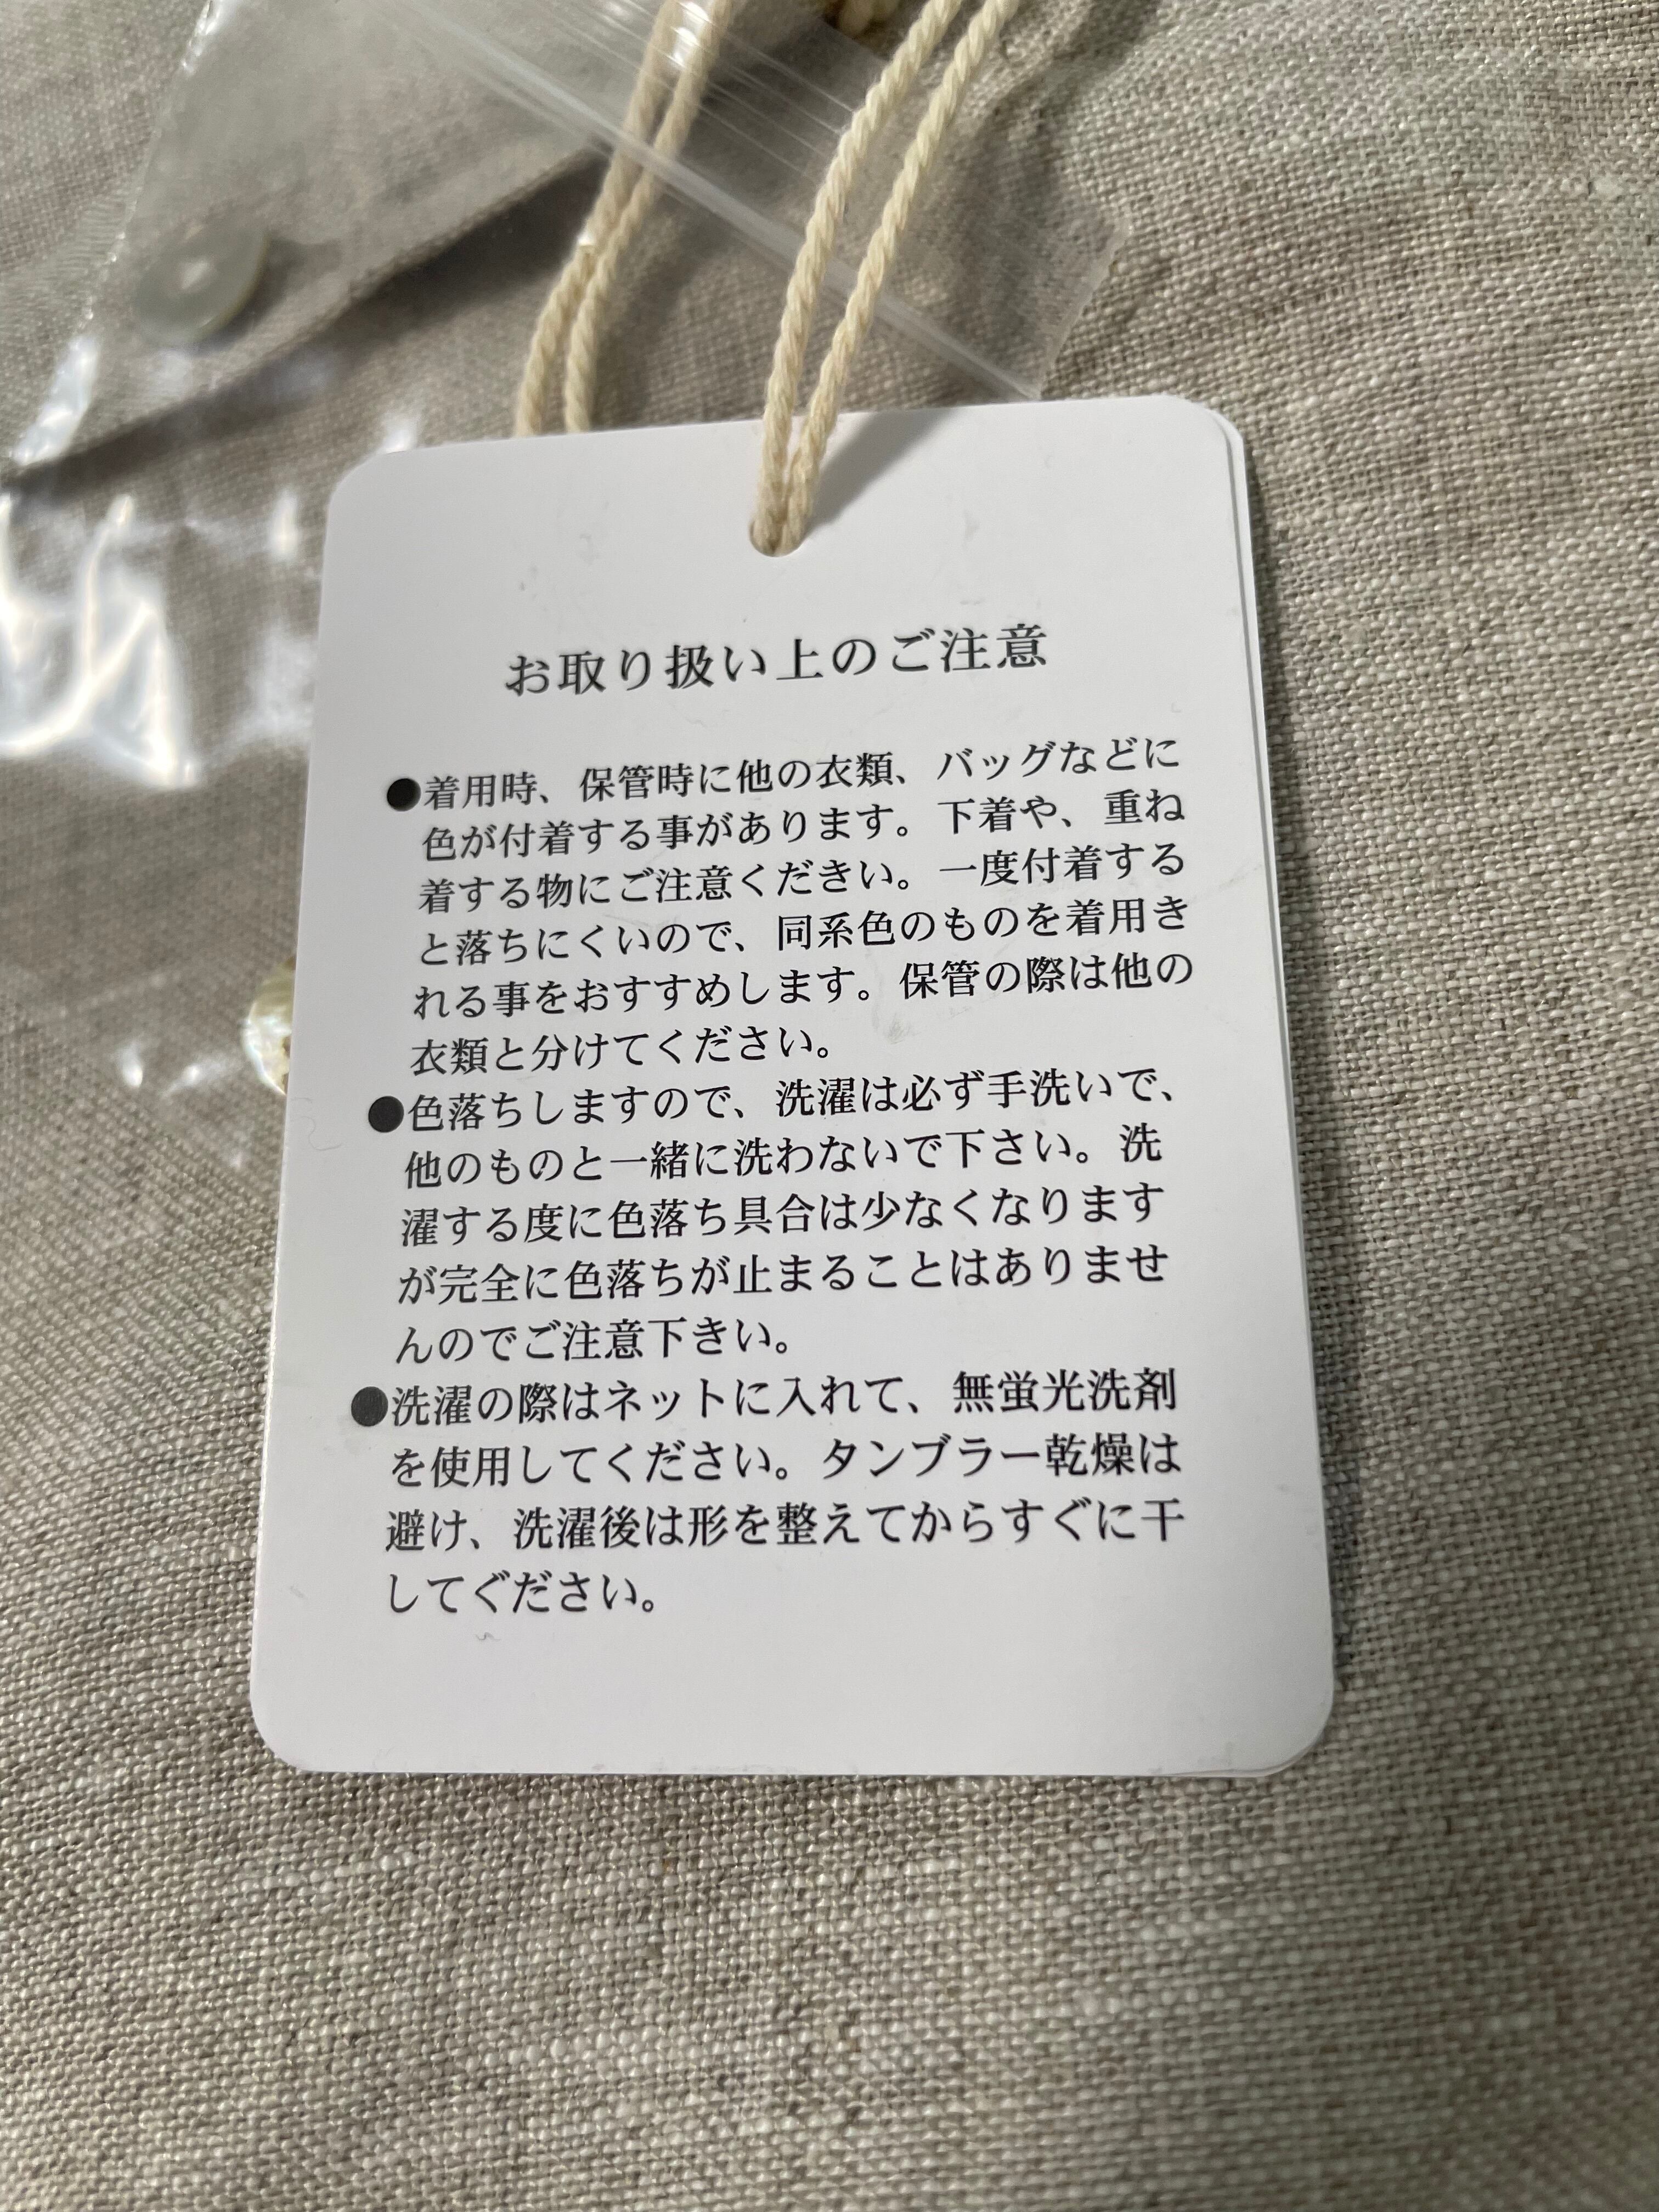 お取り扱い上のご注意
●着用時、保管時に他の衣類、バッグなどに
色が付着する事があります。下着や、重ね
着する物にご注意くだきい。一度付着する
と落ちにくいので、同系色のものを着用き
れる事をおすすめします。保管の際は他の
衣類と分けてください。
●色落ちしますので、洗濯は必ず手洗いで、
他のものと一緒に洗わないで下さい。洗
濯する度に色落ち具合は少なくなります
が完全に色落ちが止まることはありませ
んのでご注意下きい。
●洗濯の際はネットに入れて、無蛍光洗剤
を使用してください。タンブラー乾燥は
避け、洗濯後は形を整えてからすぐに干
してぐださい。